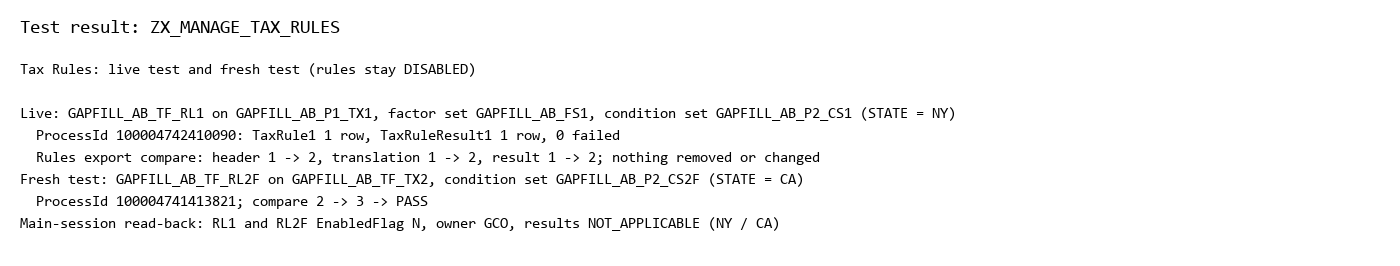 Test result: ZX_MANAGE_TAX_RULES
Tax Rules: live test and fresh test (rules stay DISABLED)
Live: GAPFILL_AB_TF_RL1 on GAPFILL_AB_P1_TX1, factor set GAPFILL_AB_FS1, condition set GAPFILL_AB_P2_CS1 (STATE = NY)
ProcessId 100004742410090: TaxRule1 1 row, TaxRuleResult1 1 row, 0 failed
Rules export compare: header 1 -> 2, translation 1 -> 2, result 1 -> 2; nothing removed or changed
Fresh test: GAPFILL_AB_TF_RL2F on GAPFILL_AB_TF_TX2, condition set GAPFILL_AB_P2_CS2F (STATE = CA)
ProcessId 100004741413821; compare 2 -> 3 -> PASS
Main-session read-back: RL1 and RL2F EnabledFlag N, owner GCO, results NOT_APPLICABLE (NY / CA)